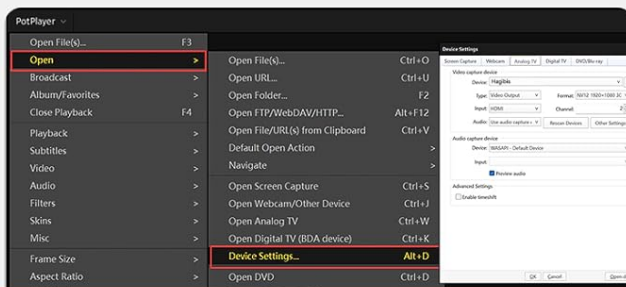 PotPlayer
Open File(s)... F3
Open >
Broadcast >
Album/Favorites >
Close Playback F4
Playback >
Subtitles >
Video >
Audio >
Filters >
Skins >
Misc >
Frame Size >
Aspect Ratio >
Open File(s)... Ctrl+O
Open URL... Ctrl+U
Open Folder... F2
Open FTP/WebDAV/HTTP... Alt+F12
Open File/URL(s) from Clipboard Ctrl+V
Default Open Action >
Navigate >
Open Screen Capture Ctrl+S
Open Webcam/Other Device Ctrl+J
Open Analog TV Ctrl+W
Open Digital TV (BDA device) Ctrl+K
Device Settings... Alt+D
Open DVD Ctrl+D
Device Settings
Screen Capture Webcam Analog TV Digital TV DVD/Blu-ray
Video capture device
Device: Hagibis
Type: Video Output Format:
Input: HDMI Channel: 2
Audio: Use audio capture Rescan Devices Other Settings
Audio capture device
Device: WASAPI - Default Device
Input:
Preview audio
Advanced Settings
Enable timeshift
OK Cancel Open